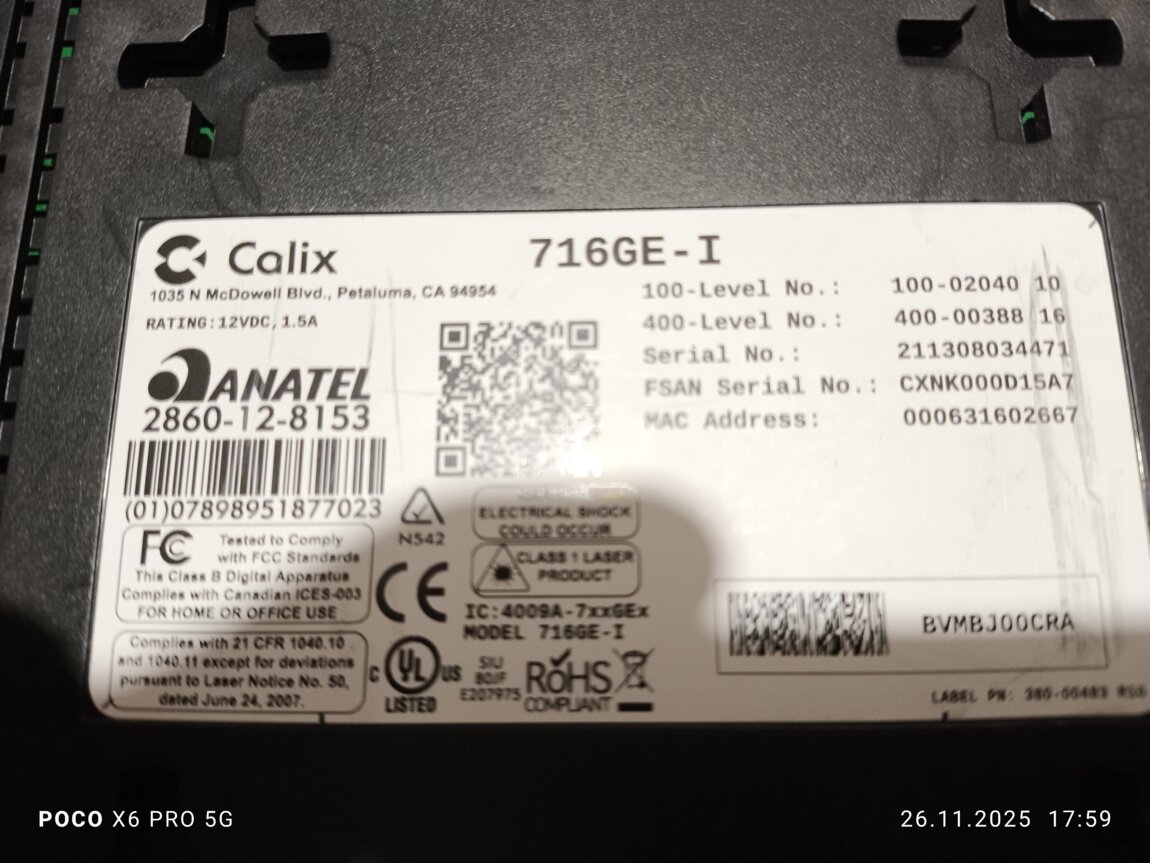 Calix
716GE-I
1035 N McDowell Blvd., Petaluma, CA 94954
RATING:12VDC, 1.5A
100-Level No.: 100-02040 10
400-Level No.: 400-00388 16
Serial No.: 211308034471
FSAN Serial No.: CXNK000D15A7
MAC Address: 000631602667
ANATEL
2860-12-8153
(01)07898951877023
FC
Tested to Comply
with FCC Standards
This Class B Digital Apparatus
Complies with Canadian ICES-003
FOR HOME OR OFFICE USE
N542
CE
ELECTRICAL SHOCK
COULD OCCUR
CLASS 1 LASER
PRODUCT
IC:4009A-7xxGEx
MODEL 716GE-I
Complies with 21 CFR 1040.10
and 1040.11 except for deviations
pursuant to Laser Notice No. 50,
dated June 24, 2007.
C UL US
LISTED
E207975
RoHS
COMPLIANT
BVMBJ00CRA
LABEL PN:
POCO X6 PRO 5G
26.11.2025 17:59